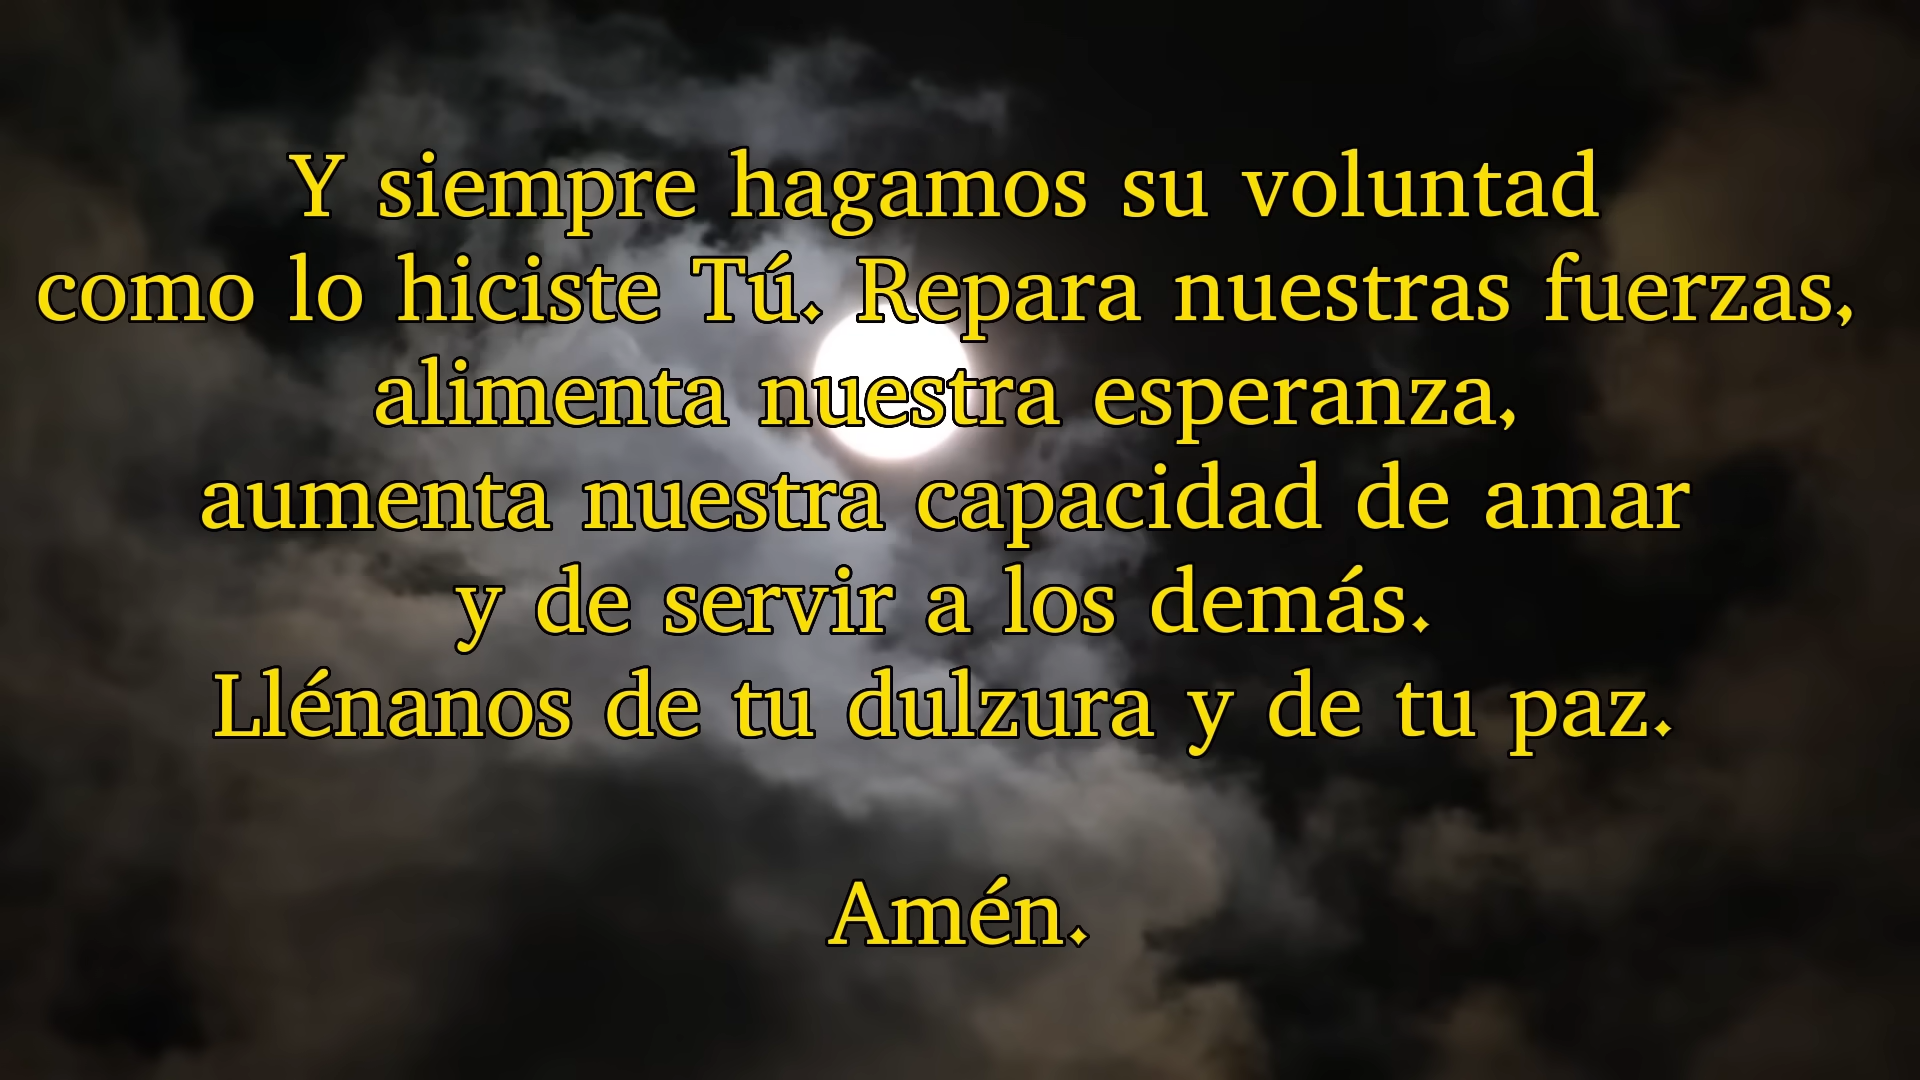 Y siempre hagamos su voluntad
como lo hiciste Tú. Repara nuestras fuerzas,
alimenta nuestra esperanza,
aumenta nuestra capacidad de amar
y de servir a los demás.
Llénanos de tu dulzura y de tu paz.
Amén.